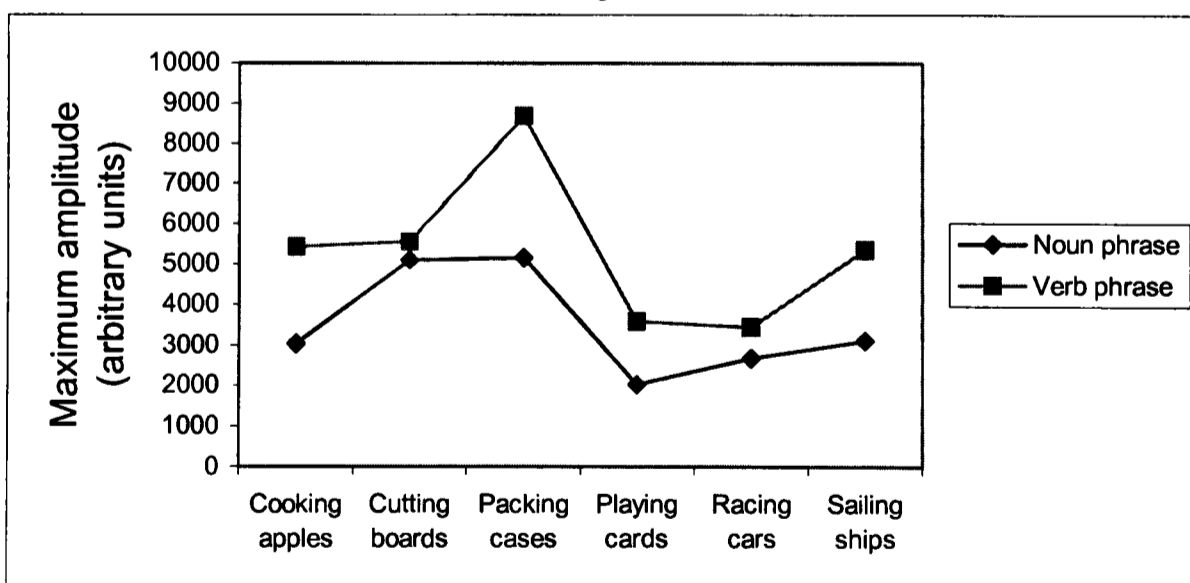 10000
9000
8000
7000
6000
5000
4000
3000
2000
1000
0
Maximum amplitude
(arbitrary units)
Cooking apples
Cutting boards
Packing cases
Playing cards
Racing cars
Sailing ships
Noun phrase
Verb phrase